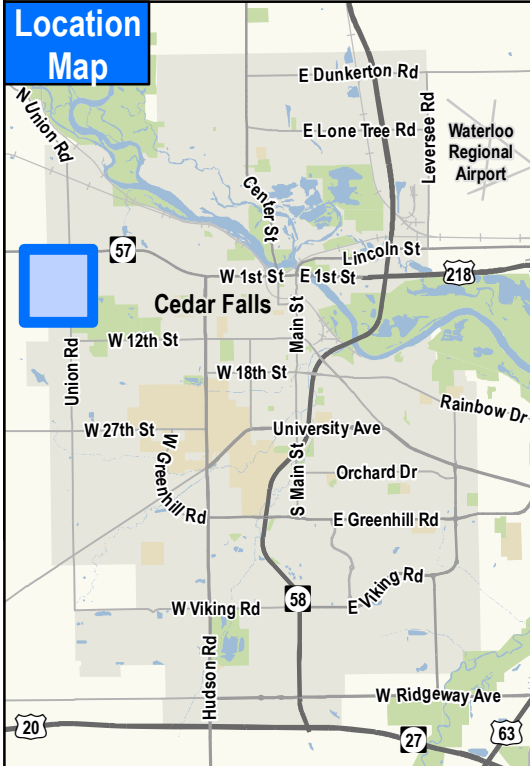 Location
Map
E Dunkerton Rd
N Union Rd
E Lone Tree Rd
Leversee Rd
Waterloo
Regional
Airport
Center St
57
Lincoln St
W 1st St
E 1st St
218
Cedar Falls
Main St
W 12th St
Union Rd
W 18th St
Rainbow Dr
W 27th St
University Ave
W Greenhill Rd
Orchard Dr
S Main St
E Greenhill Rd
58
W Viking Rd
E Viking Rd
Hudson Rd
W Ridgeway Ave
20
27
63